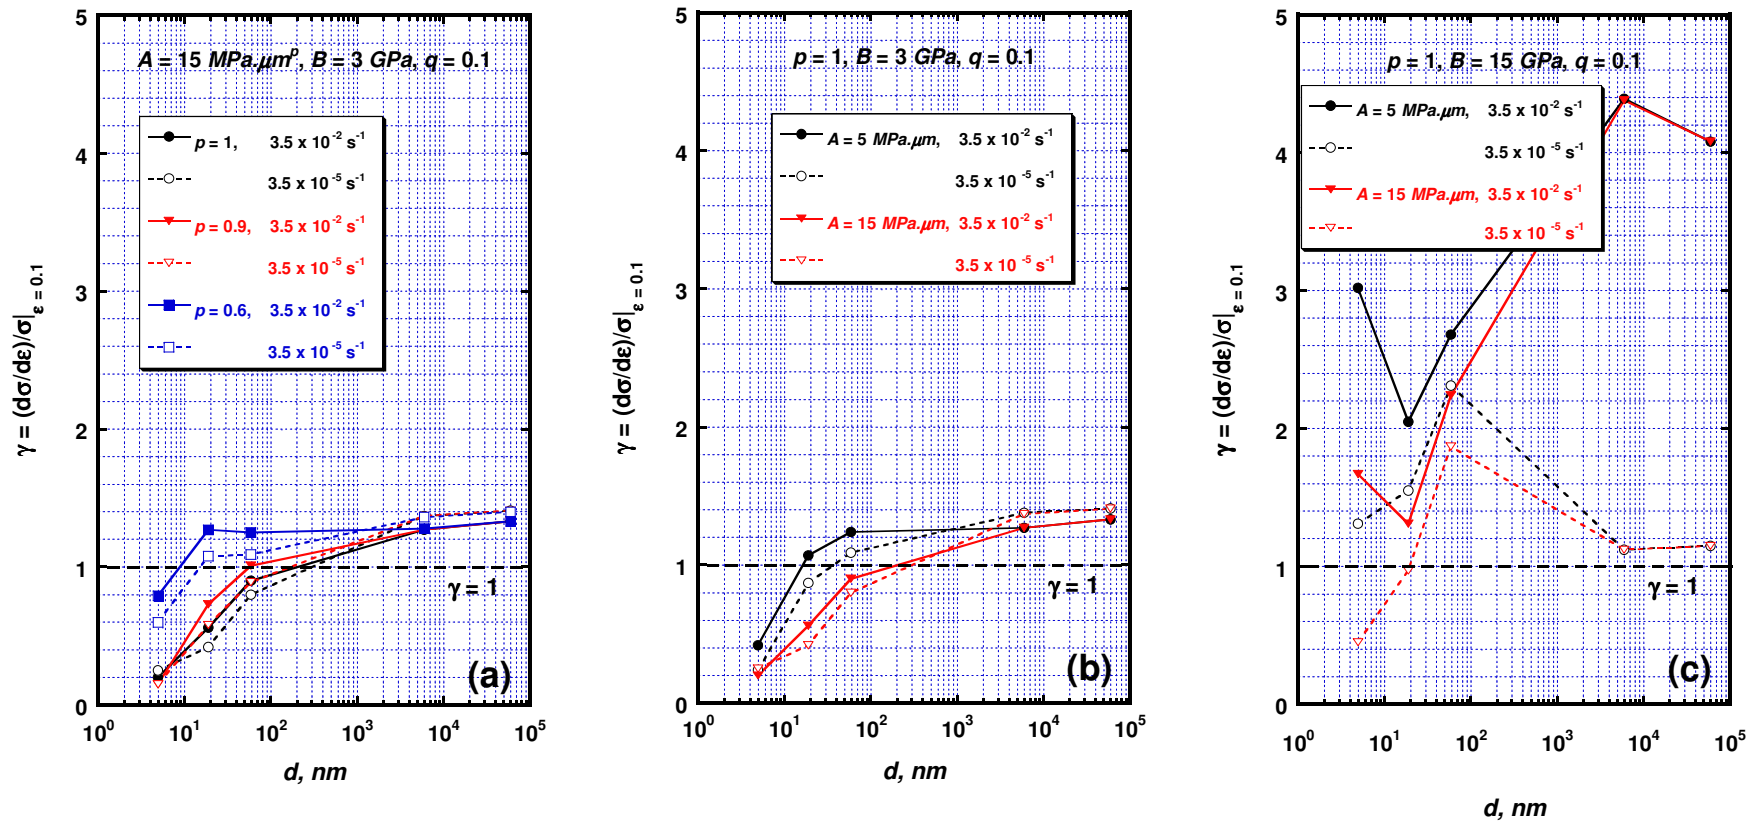 A = 15 MPa.μm^p, B = 3 GPa, q = 0.1
p = 1, 3.5 x 10^-2 s^-1
3.5 x 10^-5 s^-1
p = 0.9, 3.5 x 10^-2 s^-1
3.5 x 10^-5 s^-1
p = 0.6, 3.5 x 10^-2 s^-1
3.5 x 10^-5 s^-1
γ = (dσ/dε)/σ|ε = 0.1
5
4
3
2
1
0
γ = 1
(a)
10^0 10^1 10^2 10^3 10^4 10^5
d, nm
p = 1, B = 3 GPa, q = 0.1
A = 5 MPa.μm, 3.5 x 10^-2 s^-1
3.5 x 10^-5 s^-1
A = 15 MPa.μm, 3.5 x 10^-2 s^-1
3.5 x 10^-5 s^-1
γ = (dσ/dε)/σ|ε = 0.1
5
4
3
2
1
0
γ = 1
(b)
10^0 10^1 10^2 10^3 10^4 10^5
d, nm
p = 1, B = 15 GPa, q = 0.1
A = 5 MPa.μm, 3.5 x 10^-2 s^-1
3.5 x 10^-5 s^-1
A = 15 MPa.μm, 3.5 x 10^-2 s^-1
3.5 x 10^-5 s^-1
γ = (dσ/dε)/σ|ε = 0.1
5
4
3
2
1
0
γ = 1
(c)
10^0 10^1 10^2 10^3 10^4 10^5
d, nm